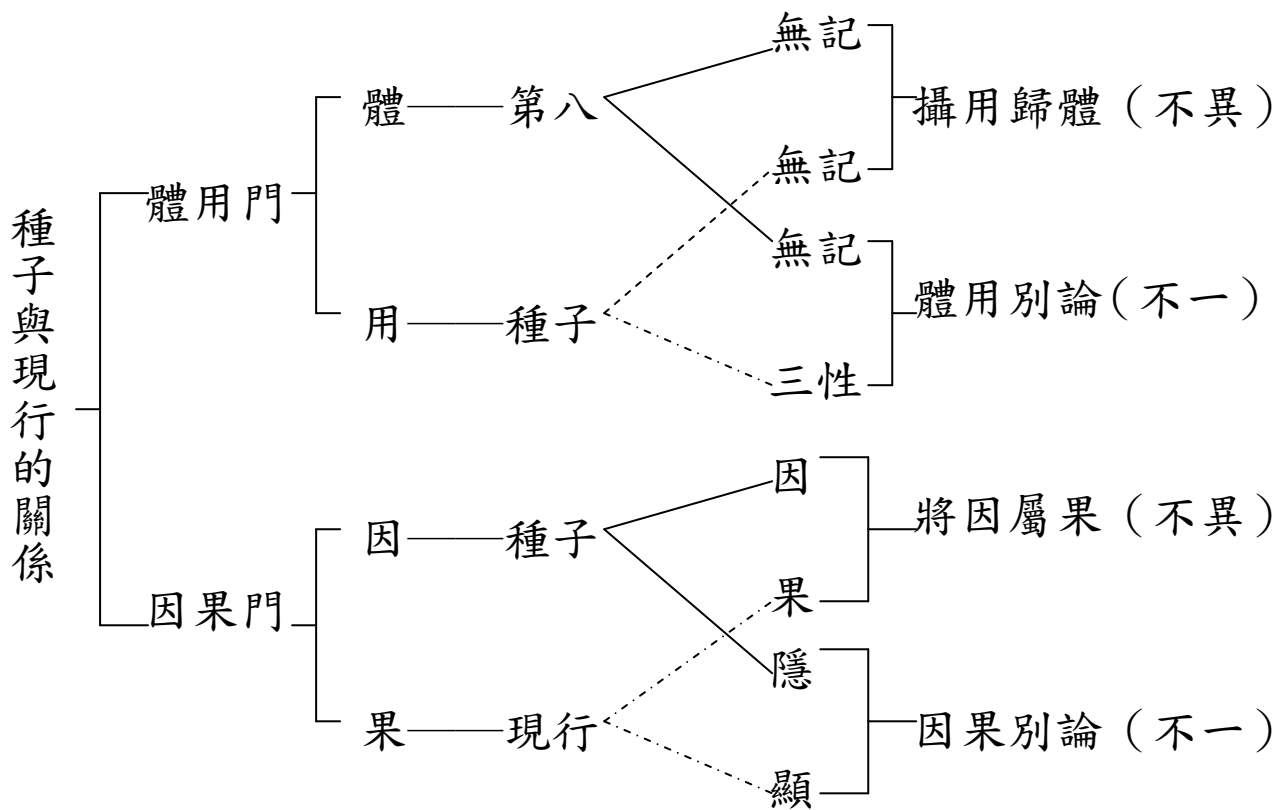 種子與現行的關係
體用門
體
第八
無記
無記
攝用歸體（不異）
用
種子
無記
三性
體用別論（不一）
因果門
因
種子
因
果
將因屬果（不異）
果
現行
隱
顯
因果別論（不一）